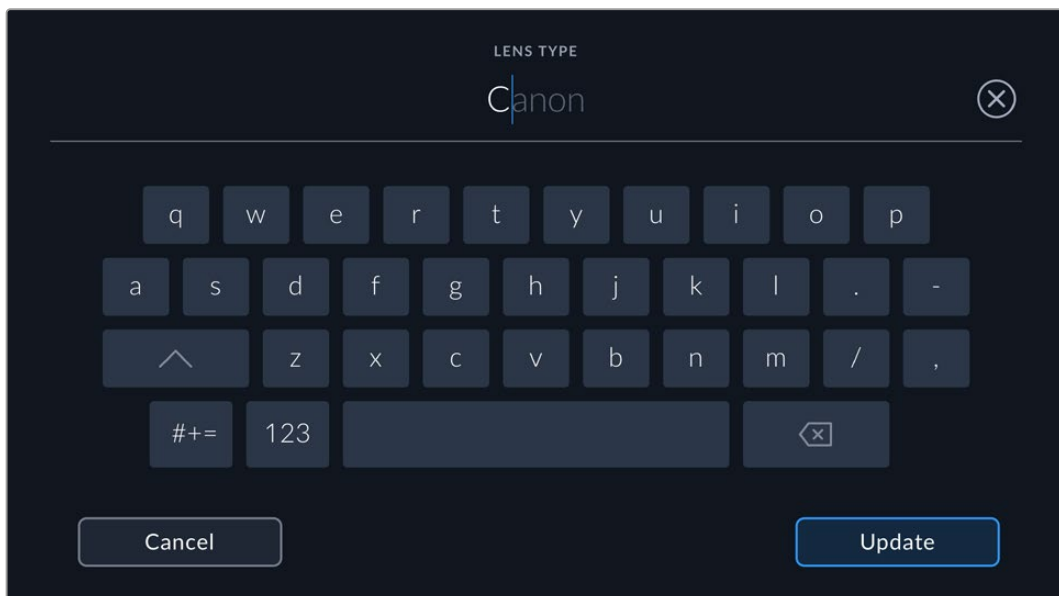 LENS TYPE
Canon
q w e r t y u i o p
a s d f g h j k l . -
z x c v b n m / ,
#+= 123
Cancel Update